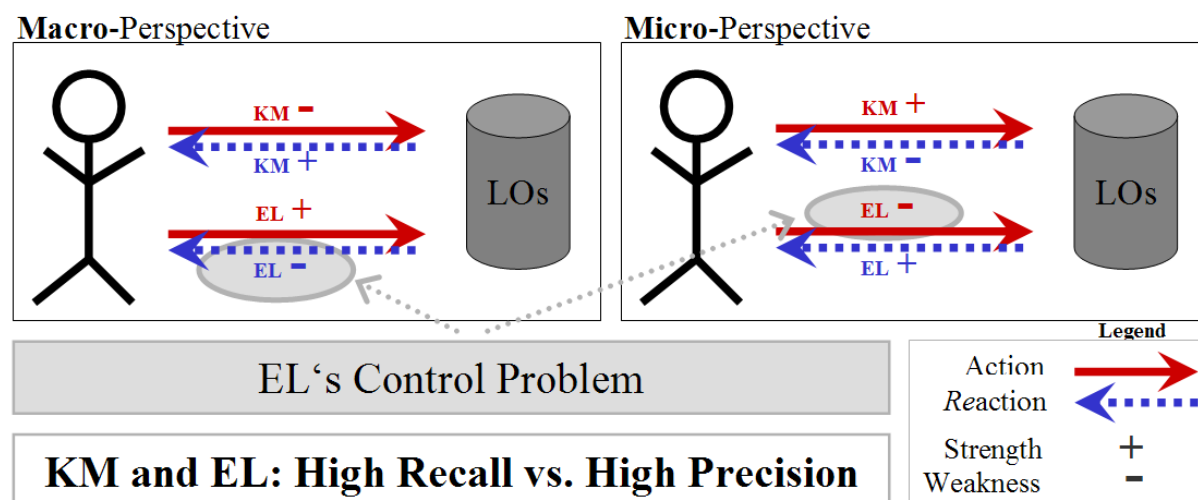 Macro-Perspective
KM -
KM +
EL +
EL -
LOs
Micro-Perspective
KM +
KM -
EL -
EL +
LOs
EL‘s Control Problem
KM and EL: High Recall vs. High Precision
Legend
Action
Reaction
Strength +
Weakness -